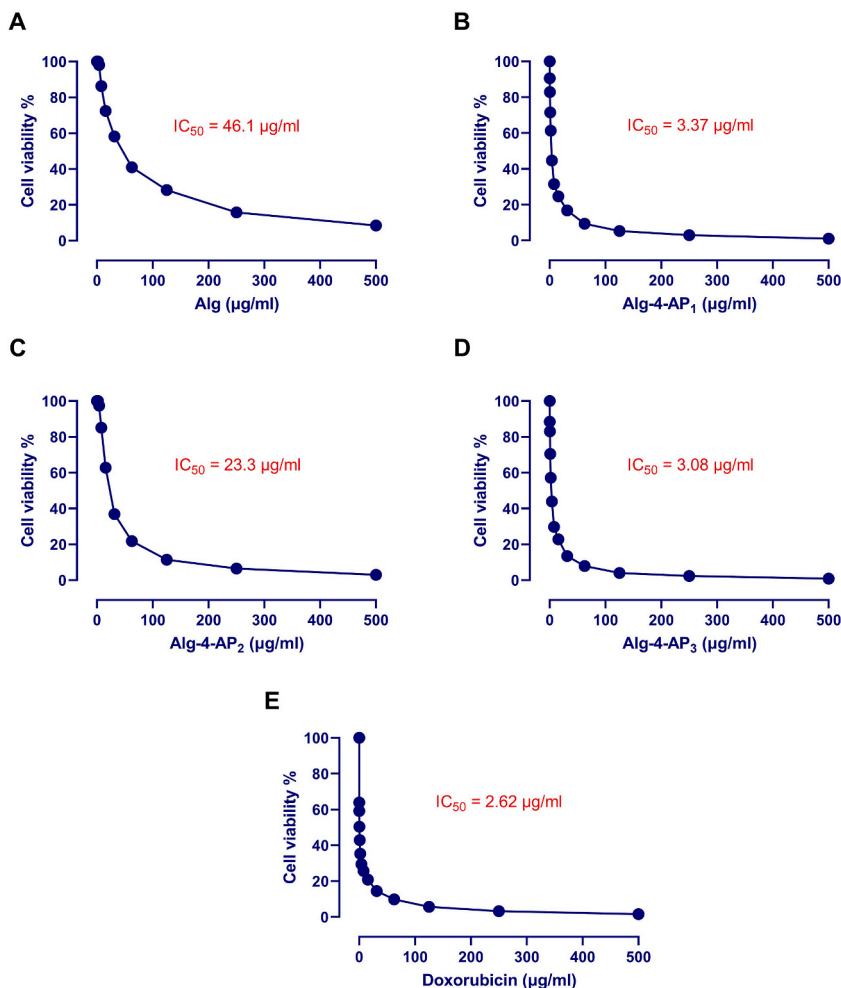 A
Cell viability %
100
80
60
40
20
0
IC50 = 46.1 µg/ml
0 100 200 300 400 500
Alg (µg/ml)
B
Cell viability %
100
80
60
40
20
0
IC50 = 3.37 µg/ml
0 100 200 300 400 500
Alg-4-AP1 (µg/ml)
C
Cell viability %
100
80
60
40
20
0
IC50 = 23.3 µg/ml
0 100 200 300 400 500
Alg-4-AP2 (µg/ml)
D
Cell viability %
100
80
60
40
20
0
IC50 = 3.08 µg/ml
0 100 200 300 400 500
Alg-4-AP3 (µg/ml)
E
Cell viability %
100
80
60
40
20
0
IC50 = 2.62 µg/ml
0 100 200 300 400 500
Doxorubicin (µg/ml)